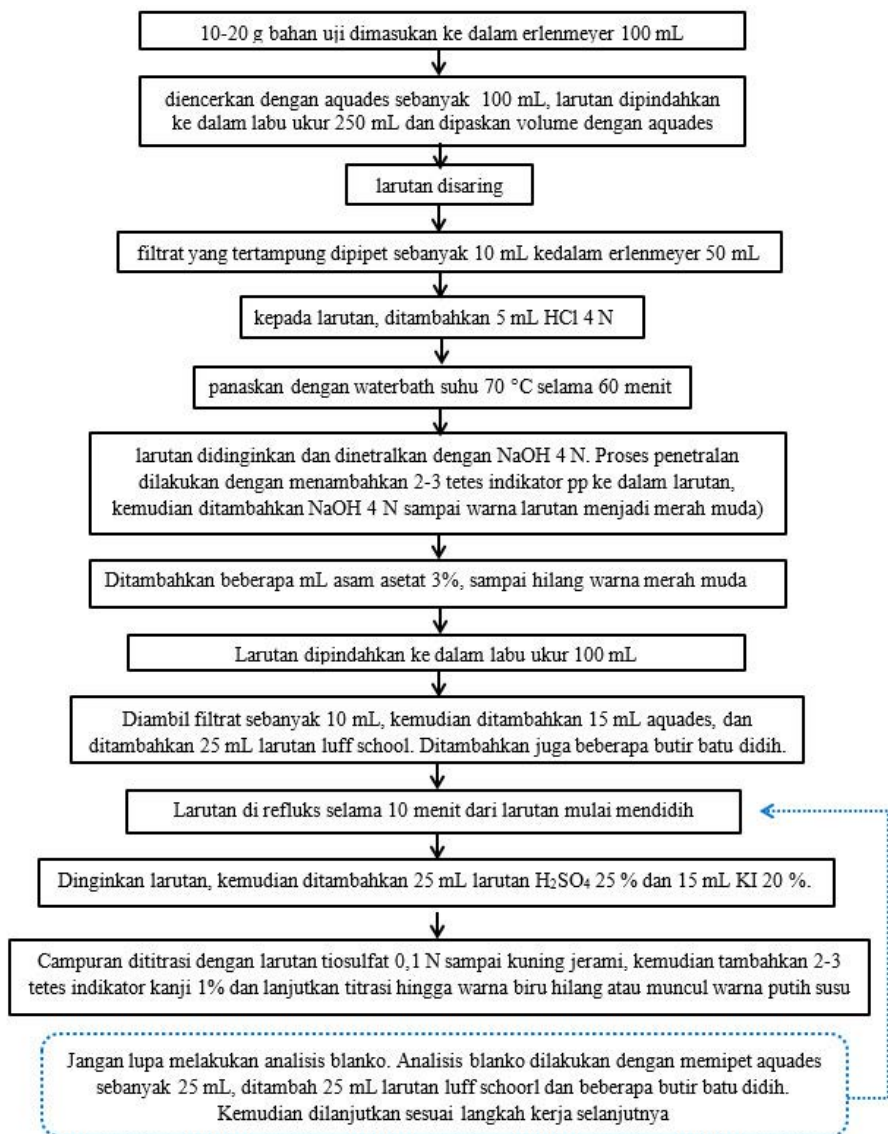 10-20 g bahan uji dimasukan ke dalam erlenmeyer 100 mL
diencerkan dengan aquades sebanyak 100 mL, larutan dipindahkan
ke dalam labu ukur 250 mL dan dipaskan volume dengan aquades
larutan disaring
filtrat yang tertampung dipipet sebanyak 10 mL kedalam erlenmeyer 50 mL
kepada larutan, ditambahkan 5 mL HCl 4 N
panaskan dengan waterbath suhu 70 °C selama 60 menit
larutan didinginkan dan dinetralkan dengan NaOH 4 N. Proses penetralan
dilakukan dengan menambahkan 2-3 tetes indikator pp ke dalam larutan,
kemudian ditambahkan NaOH 4 N sampai warna larutan menjadi merah muda)
Ditambahkan beberapa mL asam asetat 3%, sampai hilang warna merah muda
Larutan dipindahkan ke dalam labu ukur 100 mL
Diambil filtrat sebanyak 10 mL, kemudian ditambahkan 15 mL aquades, dan
ditambahkan 25 mL larutan luff school. Ditambahkan juga beberapa butir batu didih.
Larutan di refluks selama 10 menit dari larutan mulai mendidih
Dinginkan larutan, kemudian ditambahkan 25 mL larutan H₂SO₄ 25 % dan 15 mL KI 20 %.
Campuran dititrasi dengan larutan tiosulfat 0,1 N sampai kuning jerami, kemudian tambahkan 2-3
tetes indikator kanji 1% dan lanjutkan titrasi hingga warna biru hilang atau muncul warna putih susu
Jangan lupa melakukan analisis blanko. Analisis blanko dilakukan dengan memipet aquades
sebanyak 25 mL, ditambah 25 mL larutan luff schoorl dan beberapa butir batu didih.
Kemudian dilanjutkan sesuai langkah kerja selanjutnya